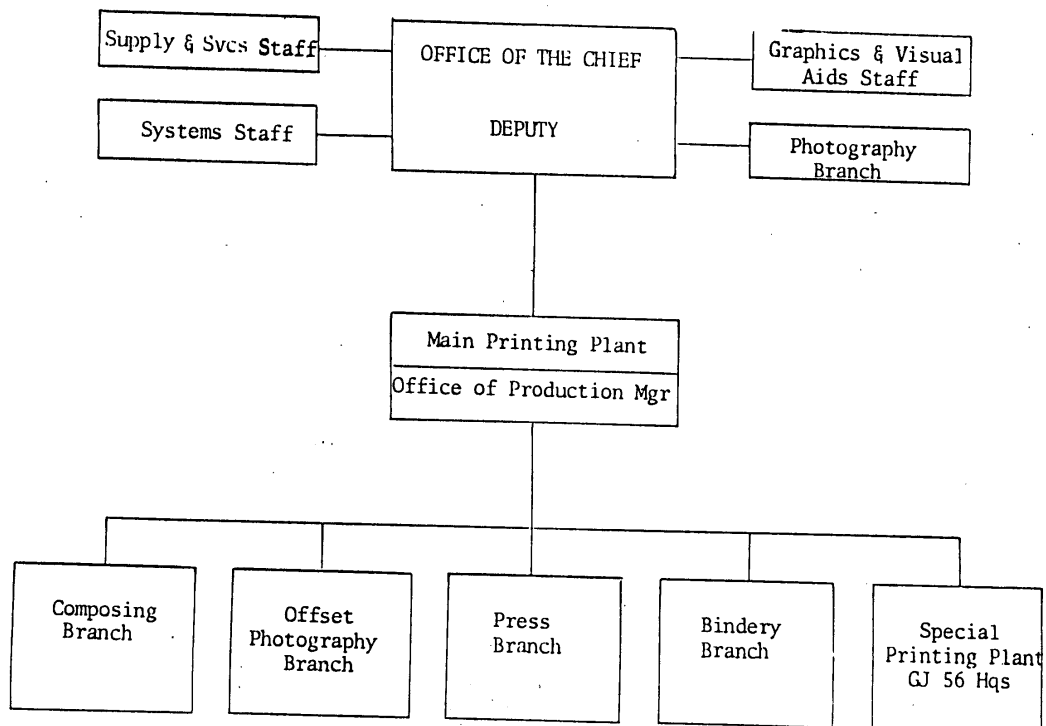 Supply & Svcs Staff
OFFICE OF THE CHIEF
DEPUTY
Graphics & Visual
Aids Staff
Systems Staff
Photography
Branch
Main Printing Plant
Office of Production Mgr
Composing
Branch
Offset
Photography
Branch
Press
Branch
Bindery
Branch
Special
Printing Plant
GJ 56 Hqs